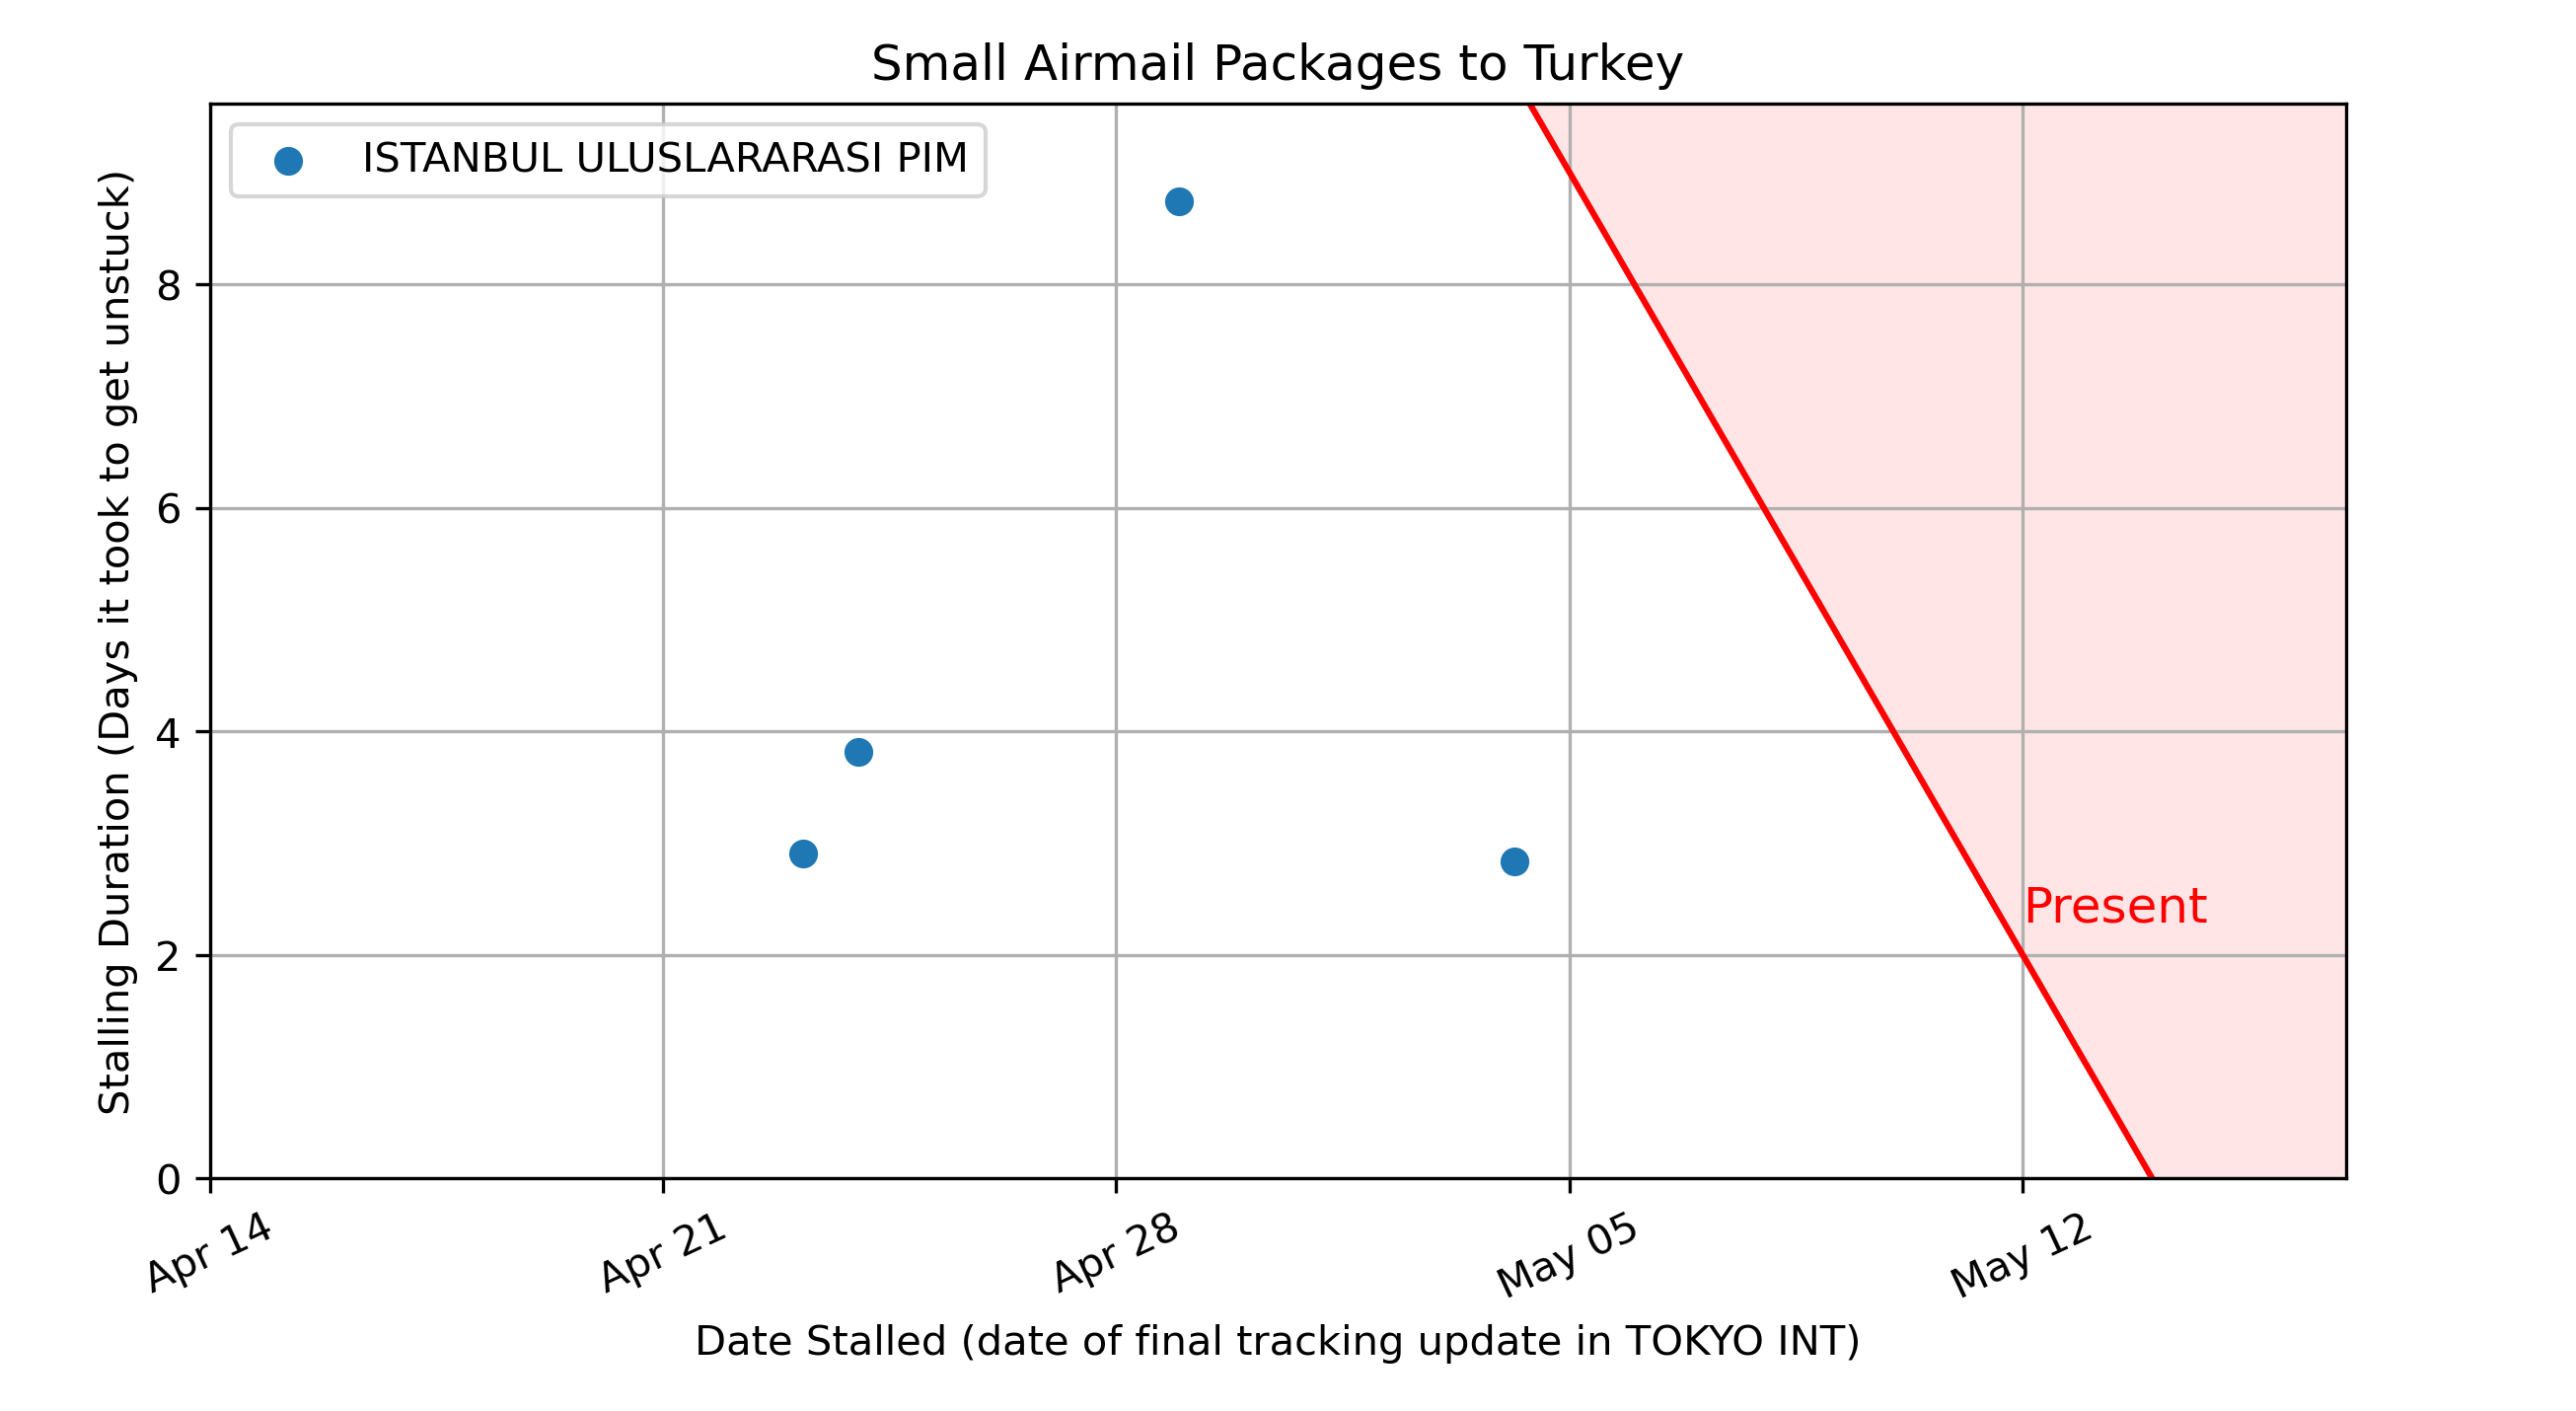 Small Airmail Packages to Turkey
ISTANBUL ULUSLARARASI PIM
Stalling Duration (Days it took to get unstuck)
8
6
4
2
0
Present
Apr 14
Apr 21
Apr 28
May 05
May 12
Date Stalled (date of final tracking update in TOKYO INT)